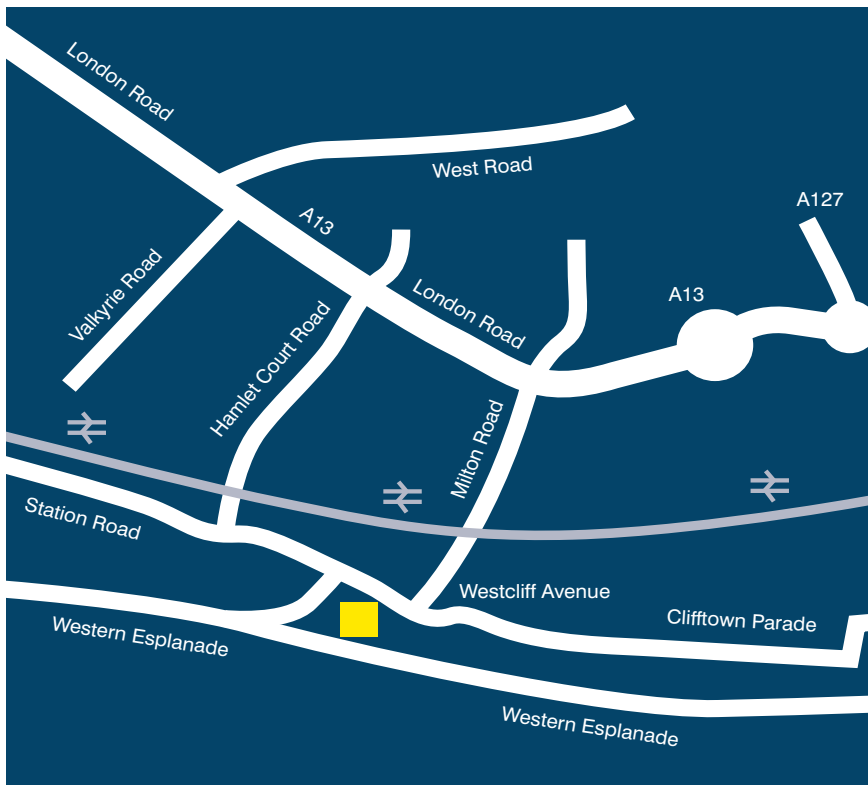 London Road
West Road
A127
A13
Valkyrie Road
A13
London Road
Hamlet Court Road
Milton Road
Station Road
Westcliff Avenue
Clifftown Parade
Western Esplanade
Western Esplanade